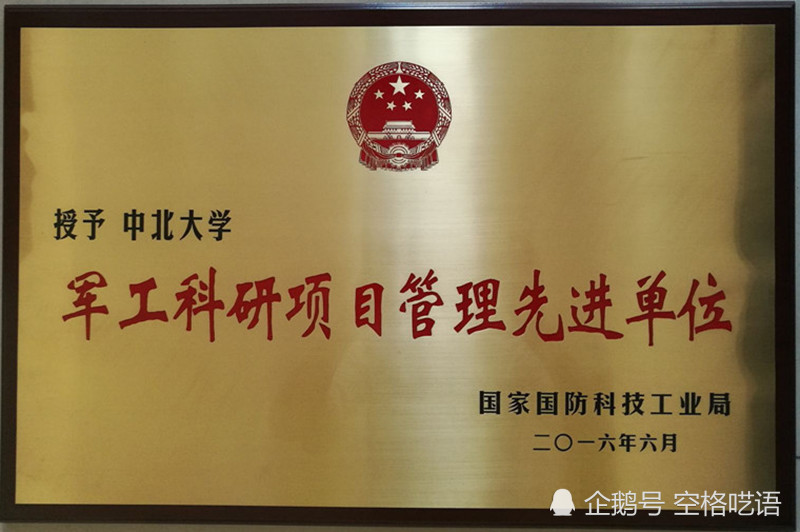 授予 中北大学
军工科研项目管理先进单位
国家国防科技工业局
二〇一六年六月
企鹅号 空格呓语